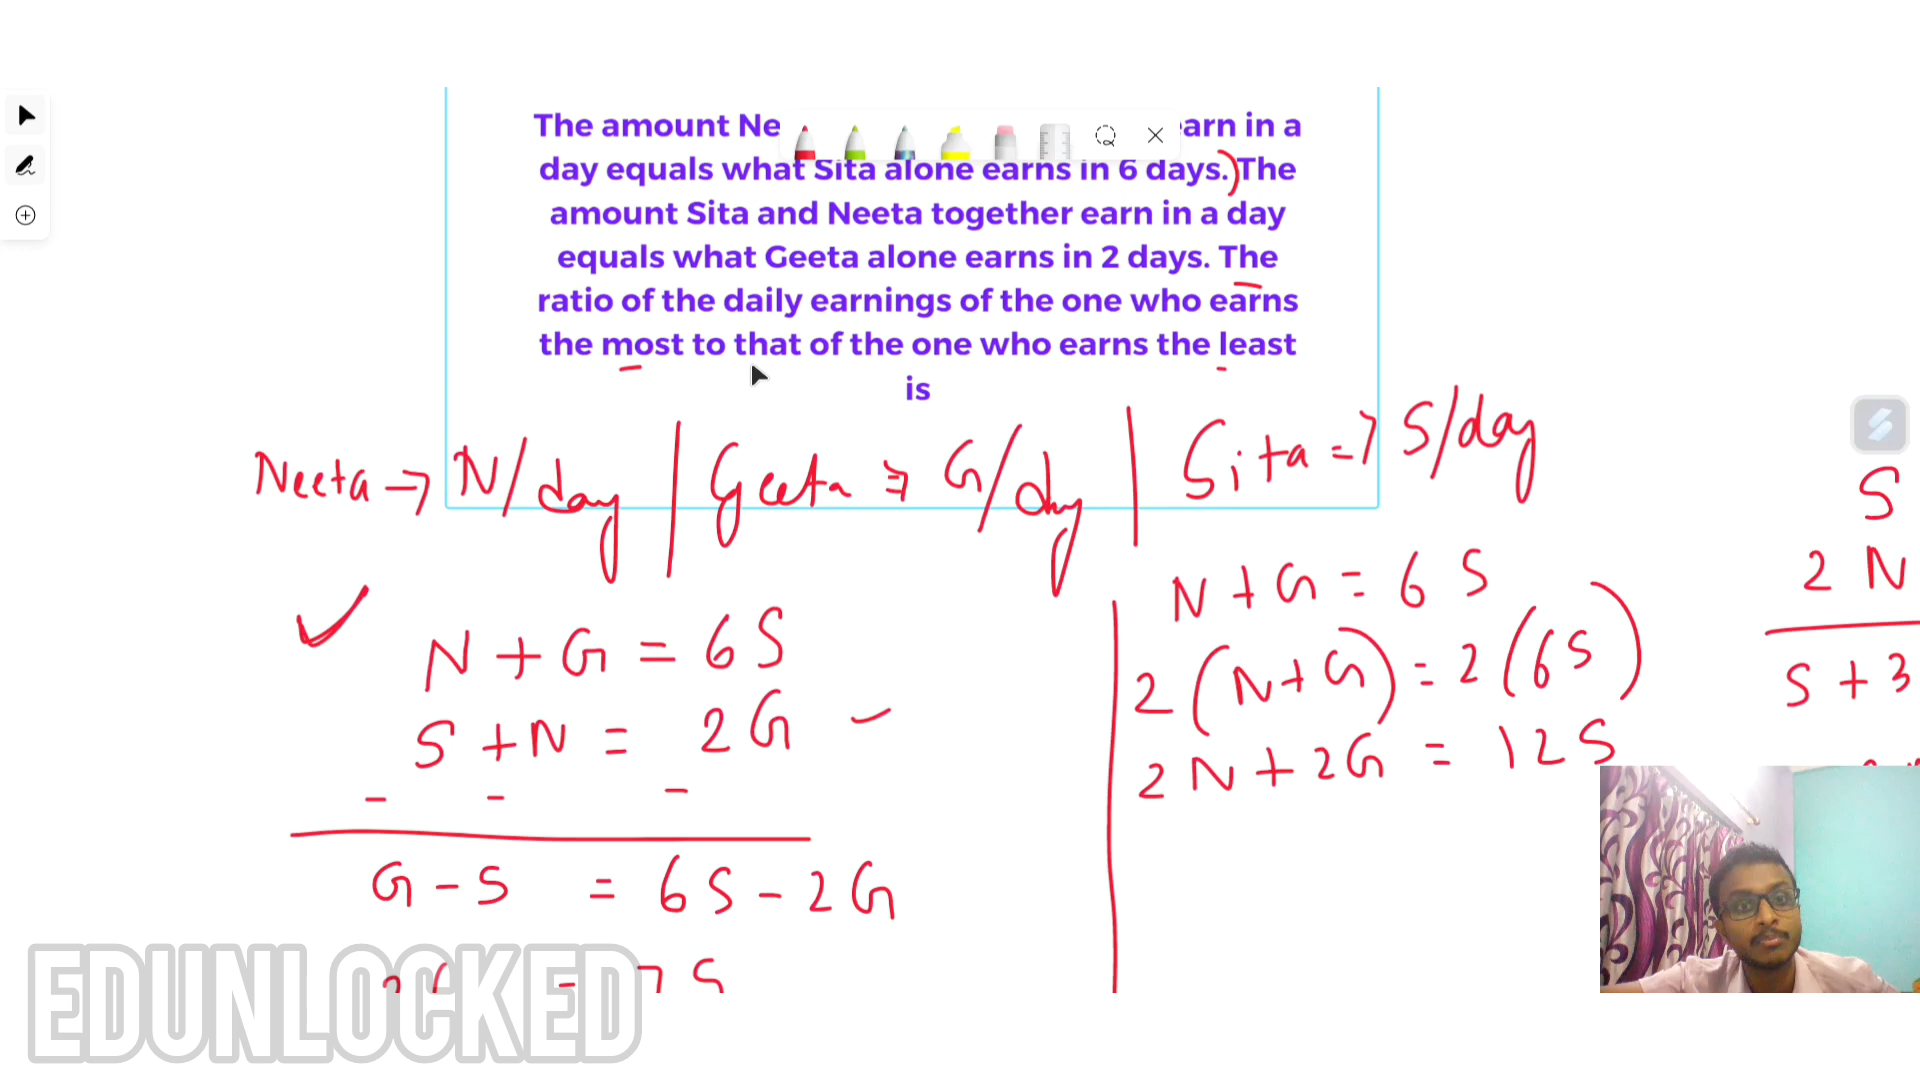 The amount Ne arn in a
day equals what Sita alone earns in 6 days.) The
amount Sita and Neeta together earn in a day
equals what Geeta alone earns in 2 days. The
ratio of the daily earnings of the one who earns
the most to that of the one who earns the least
is
Neeta → N/day | Geeta ⇒ G/day | Sita ⇒ S/day
N + G = 6S
S + N = 2G
- - -
G - S = 6S - 2G
7S
N + G = 6S
2(N+G) = 2(6S)
2N + 2G = 12S
S
2N
S + 3
EDUNLOCKED